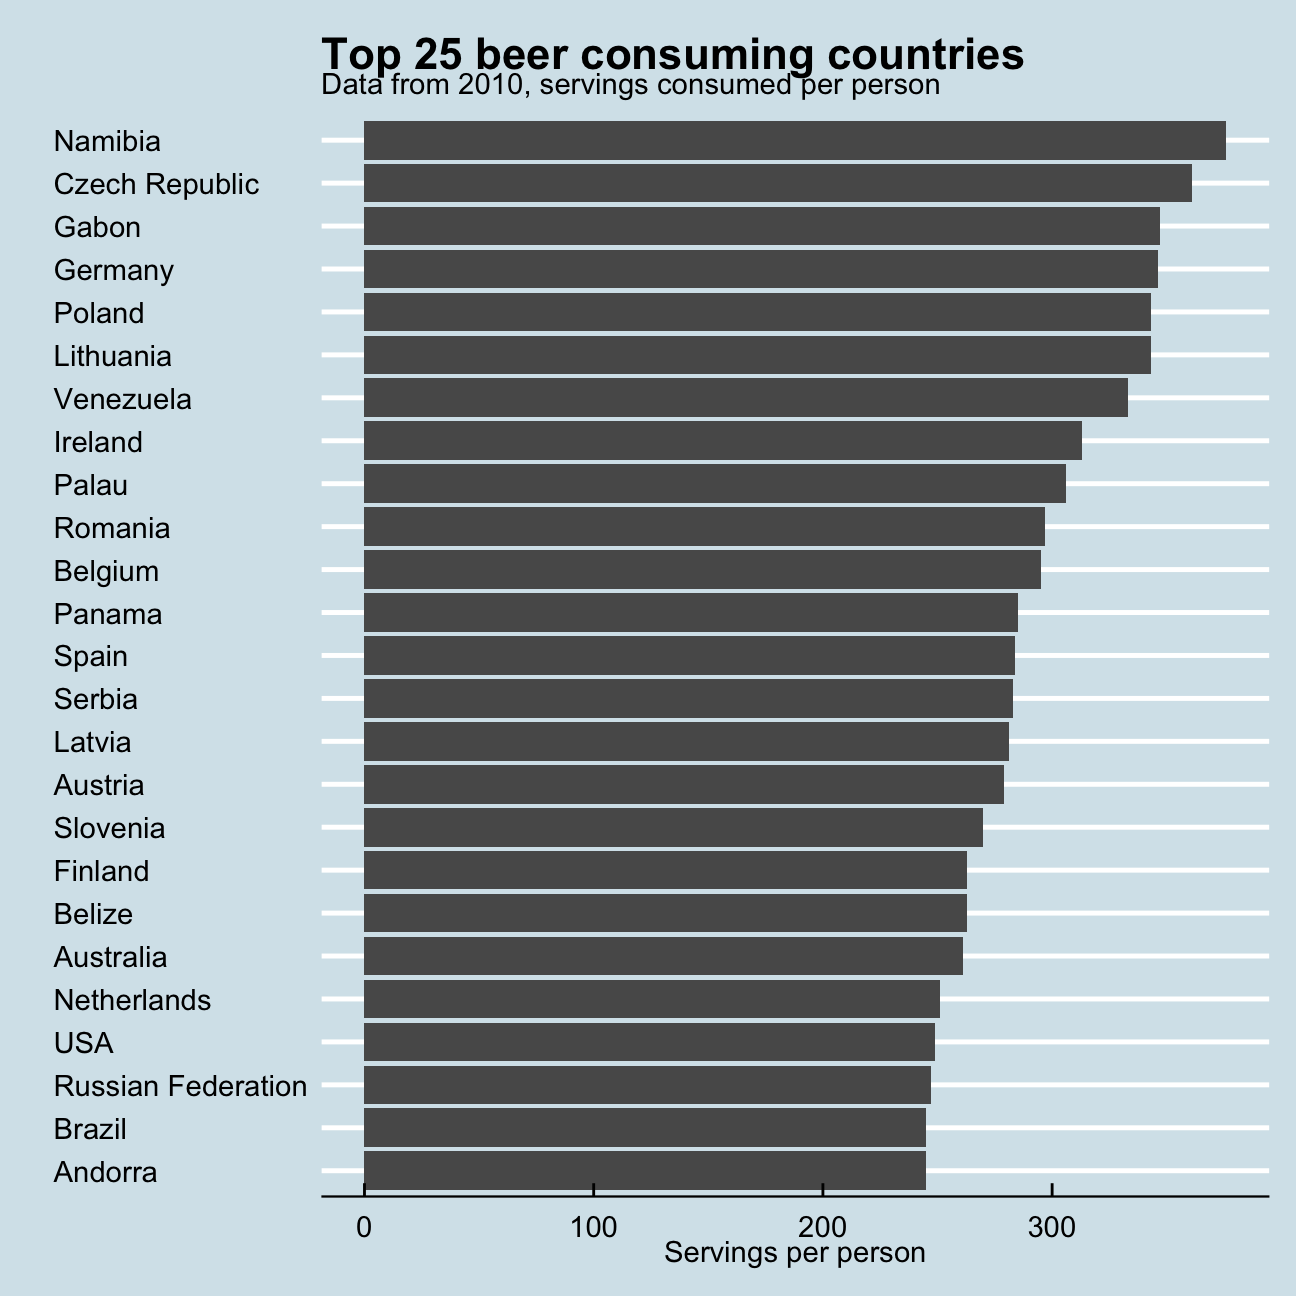 Top 25 beer consuming countries
Data from 2010, servings consumed per person
Namibia
Czech Republic
Gabon
Germany
Poland
Lithuania
Venezuela
Ireland
Palau
Romania
Belgium
Panama
Spain
Serbia
Latvia
Austria
Slovenia
Finland
Belize
Australia
Netherlands
USA
Russian Federation
Brazil
Andorra
0 100 200 300
Servings per person